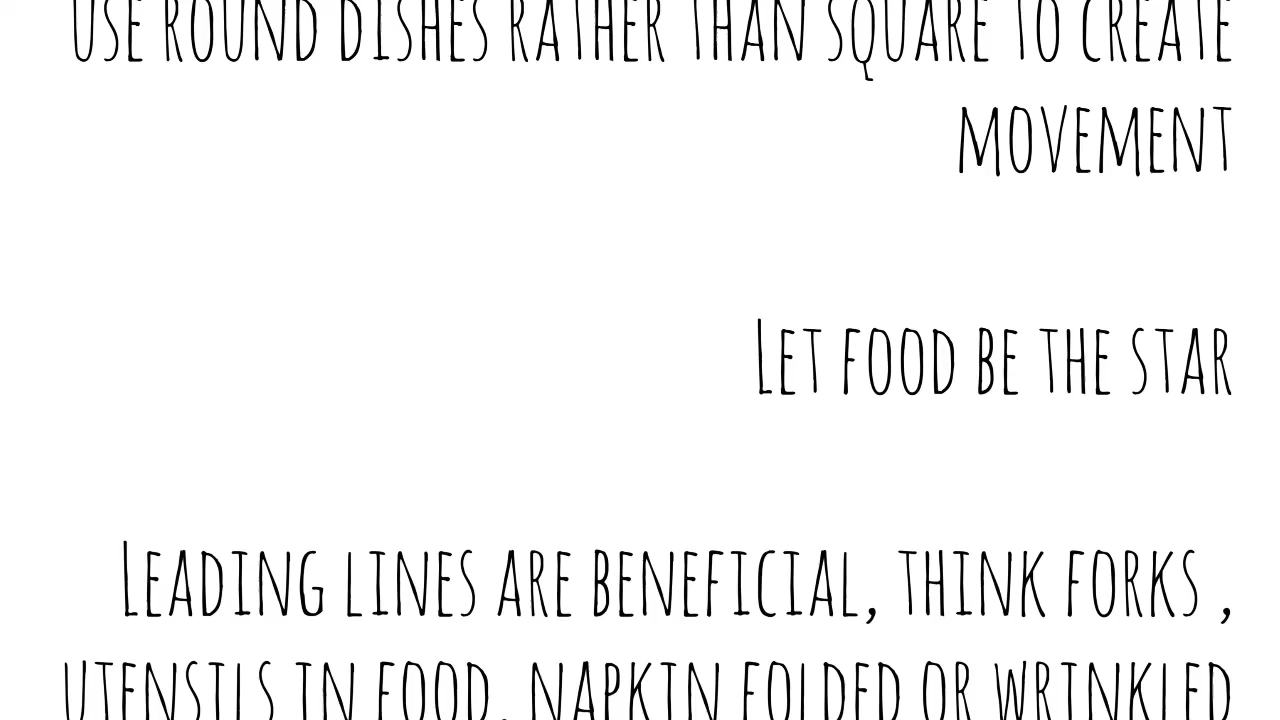 USE ROUND DISHES RATHER THAN SQUARE TO CREATE
MOVEMENT
LET FOOD BE THE STAR
LEADING LINES ARE BENEFICIAL, THINK FORKS ,
UTENSILS IN FOOD, NAPKIN FOLDED OR WRINKLED